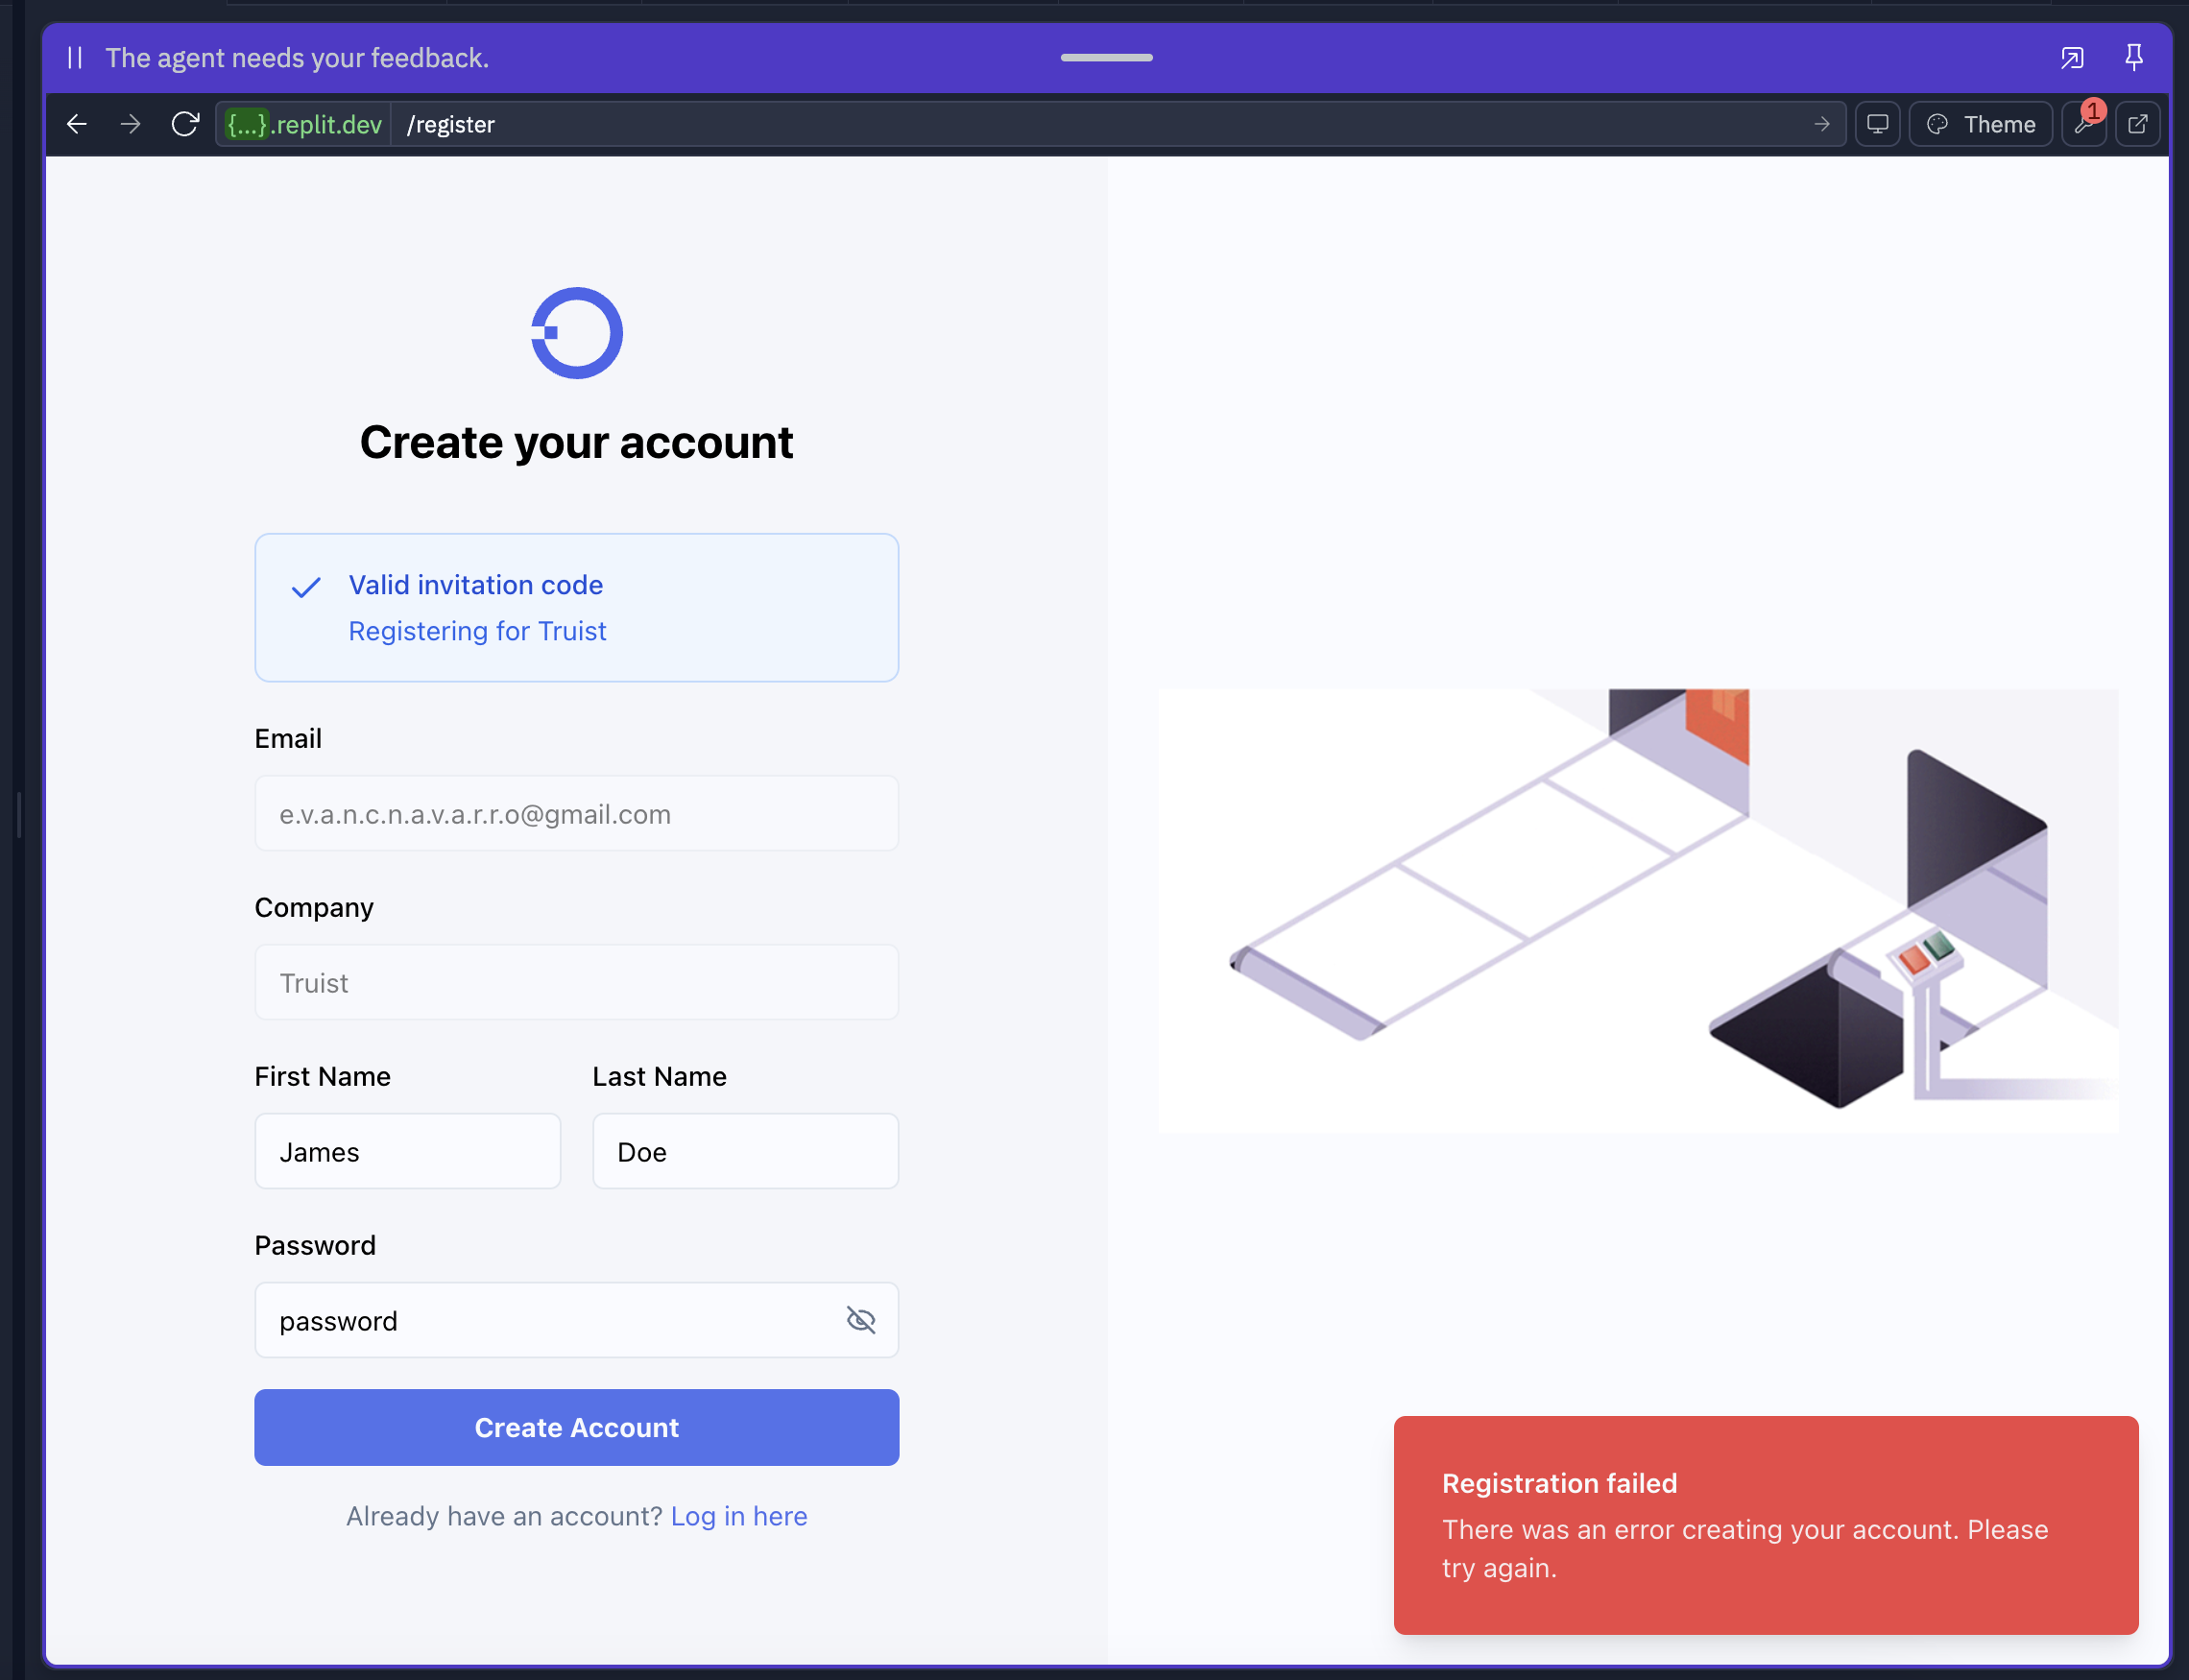 The agent needs your feedback.
{...}.replit.dev /register
Theme
1
Create your account
Valid invitation code
Registering for Truist
Email
e.v.a.n.c.n.a.v.a.r.r.o@gmail.com
Company
Truist
First Name Last Name
James Doe
Password
password
Create Account
Already have an account? Log in here
Registration failed
There was an error creating your account. Please
try again.